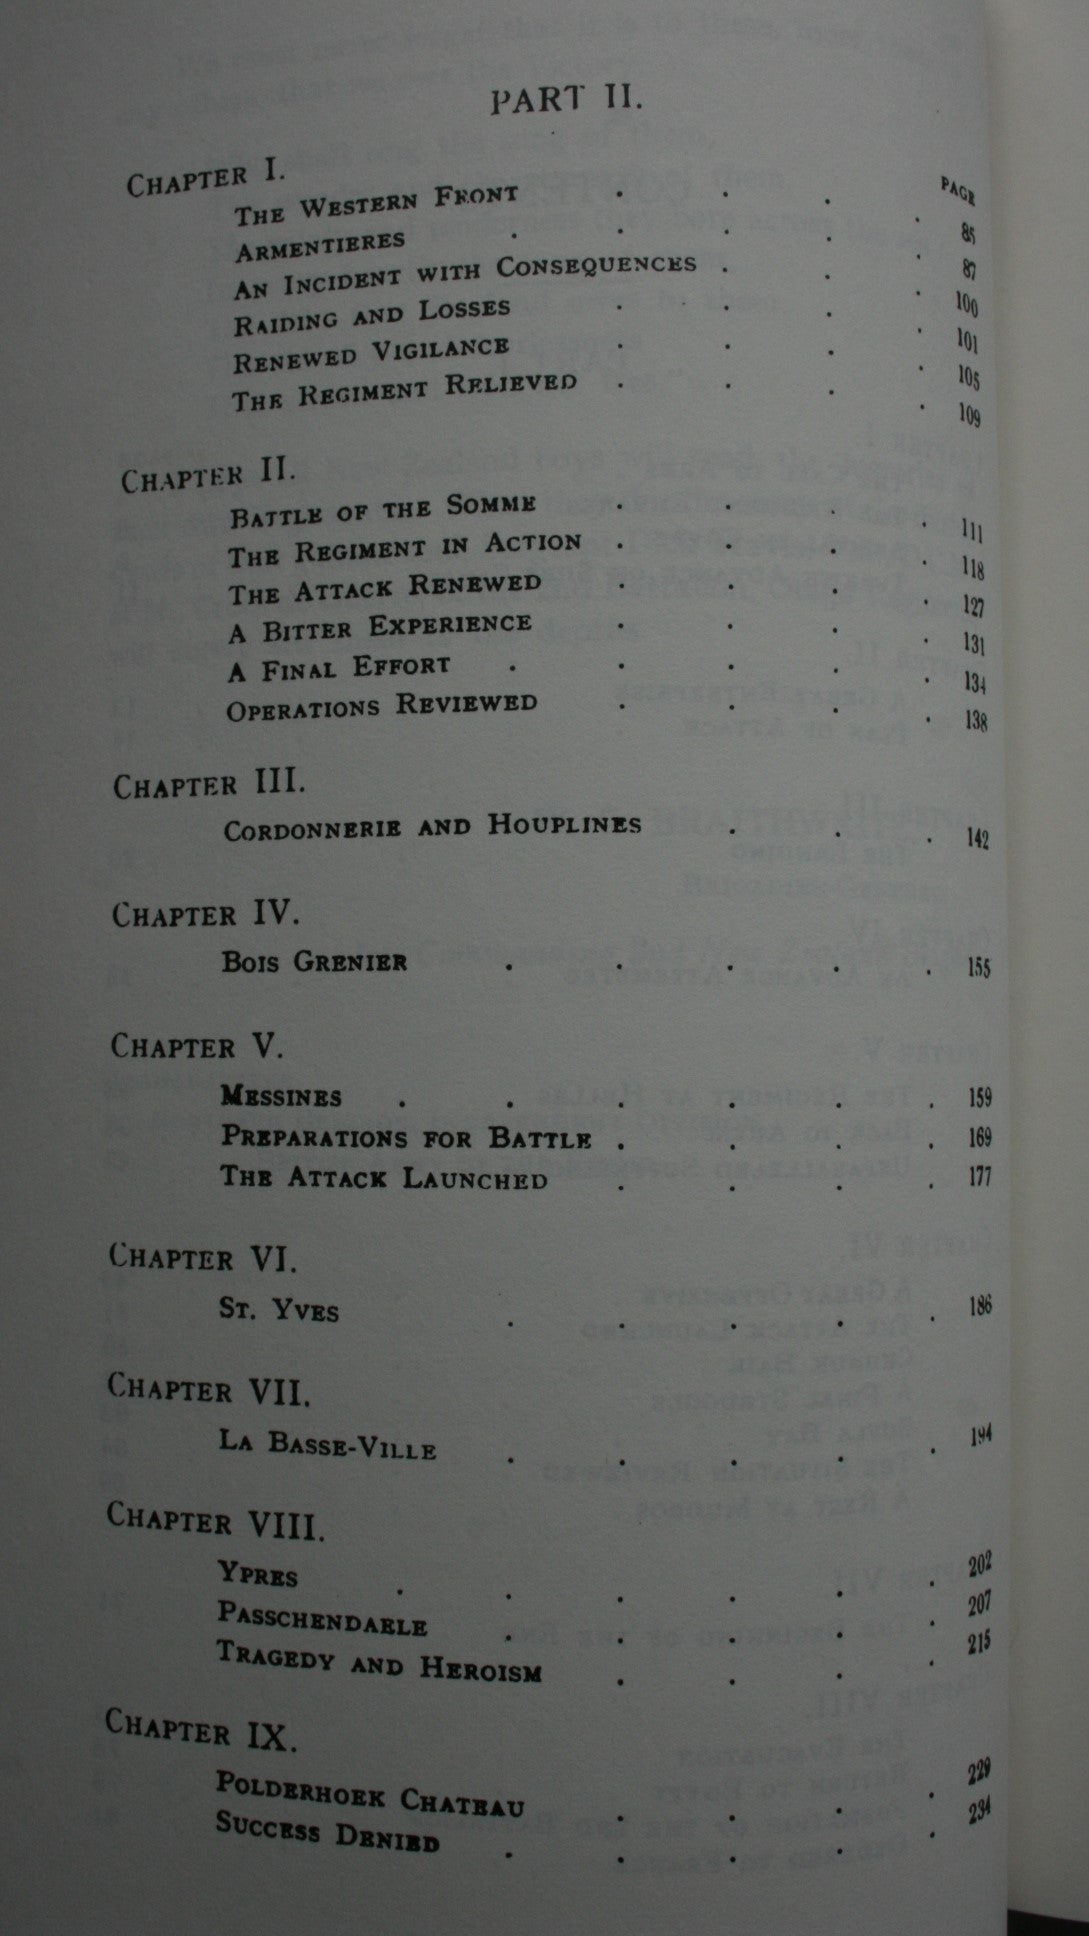 PART II.
CHAPTER I.
PAGE
THE WESTERN FRONT . . . . 85
ARMENTIERES . . . . . 87
AN INCIDENT WITH CONSEQUENCES . . . 100
RAIDING AND LOSSES . . . . 101
RENEWED VIGILANCE . . . . 105
THE REGIMENT RELIEVED . . . . 109
CHAPTER II.
BATTLE OF THE SOMME . . . . 111
THE REGIMENT IN ACTION . . . . 118
THE ATTACK RENEWED . . . . 127
A BITTER EXPERIENCE . . . . 131
A FINAL EFFORT . . . . . 134
OPERATIONS REVIEWED . . . . 138
CHAPTER III.
CORDONNERIE AND HOUPLINES . . . 142
CHAPTER IV.
BOIS GRENIER . . . . . 155
CHAPTER V.
MESSINES . . . . . . 159
PREPARATIONS FOR BATTLE . . . . 169
THE ATTACK LAUNCHED . . . . 177
CHAPTER VI.
ST. YVES . . . . . 186
CHAPTER VII.
LA BASSE-VILLE . . . . . 194
CHAPTER VIII.
YPRES . . . . . . 202
PASSCHENDAELE . . . . . 207
TRAGEDY AND HEROISM . . . . 215
CHAPTER IX.
POLDERHOEK CHATEAU . . . . 229
SUCCESS DENIED . . . . . 234